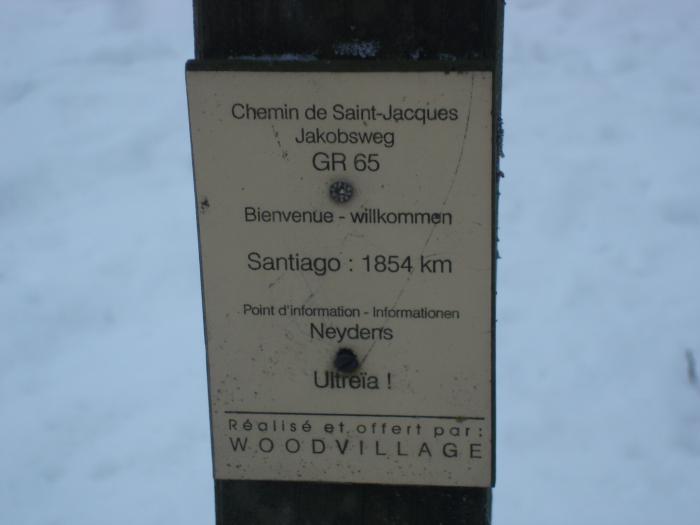 Chemin de Saint-Jacques
Jakobsweg
GR 65
Bienvenue - willkommen
Santiago : 1854 km
Point d'information - Informationen
Neydens
Ultreïa !
Réalisé et offert par :
WOODVILLAGE